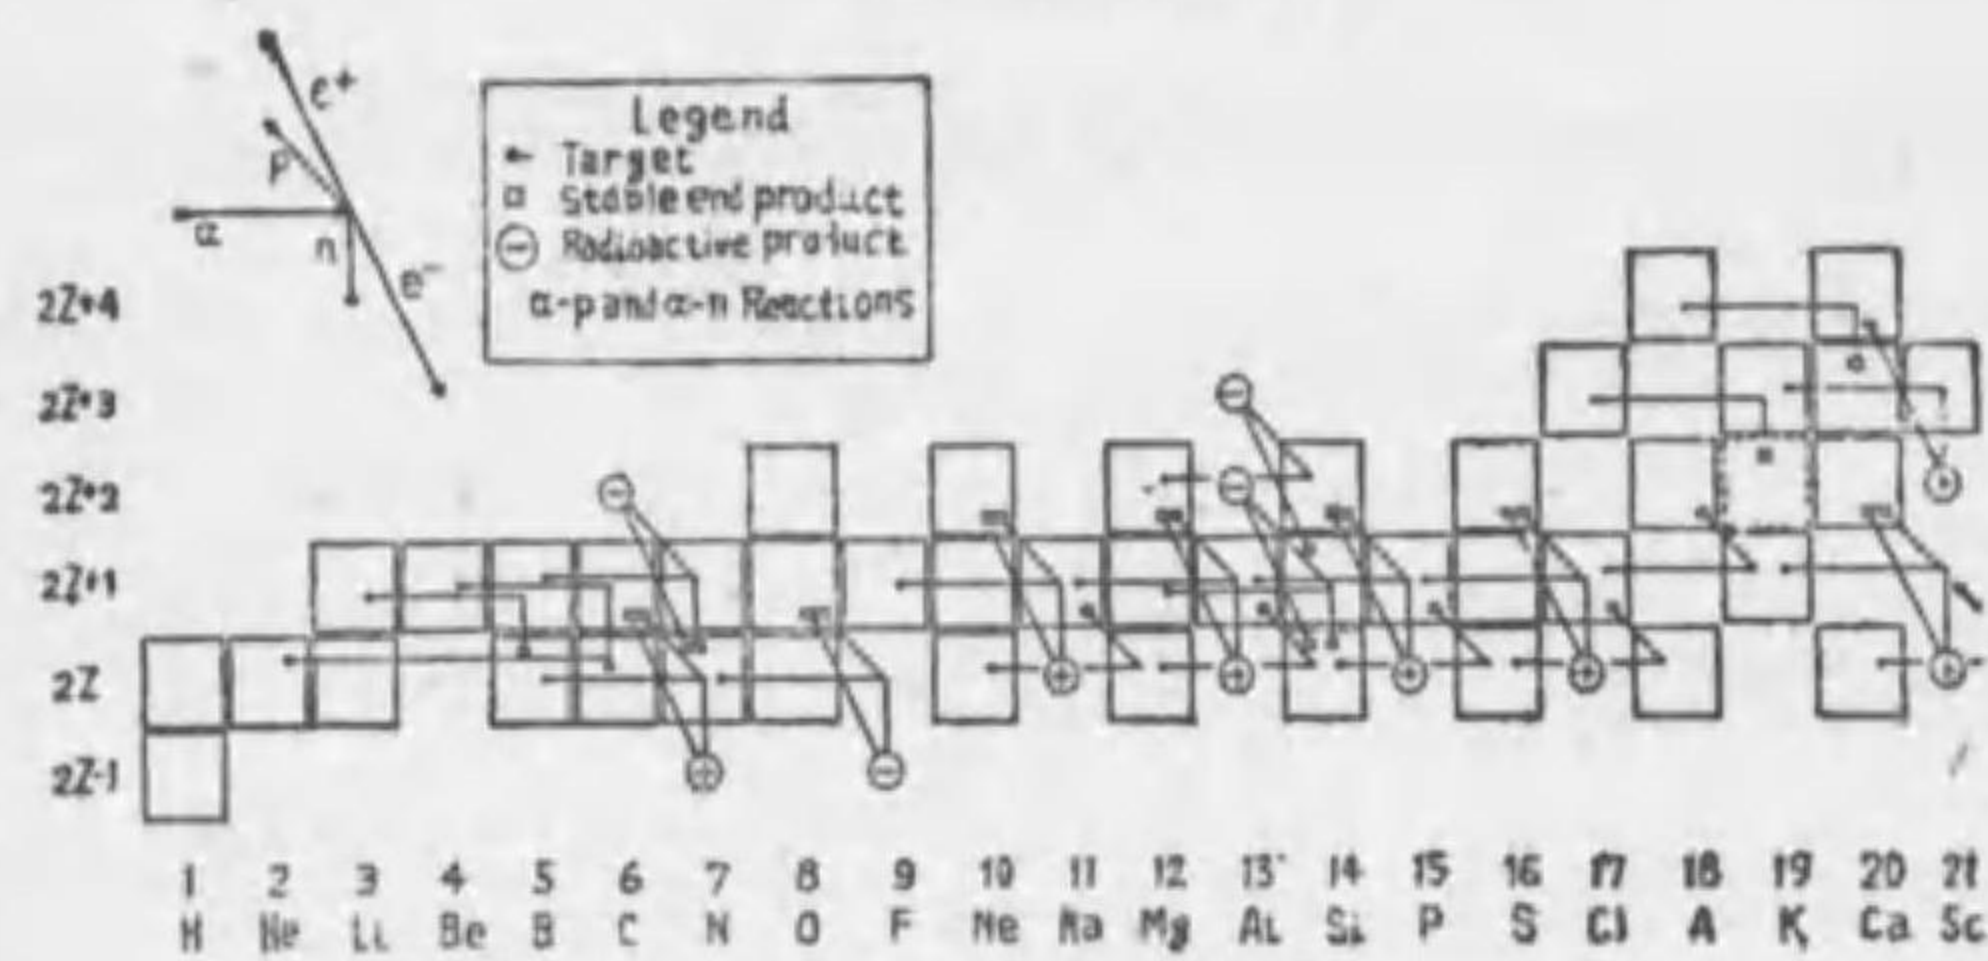 e+
p
α
n
e-
Legend
Target
Stable end product
Radioactive product
α-p and α-n Reactions
2Z+4
2Z+3
2Z+2
2Z+1
2Z
2Z-1
1 2 3 4 5 6 7 8 9 10 11 12 13 14 15 16 17 18 19 20 21
H He Li Be B C N O F Ne Na Mg Al Si P S Cl A K Ca Sc